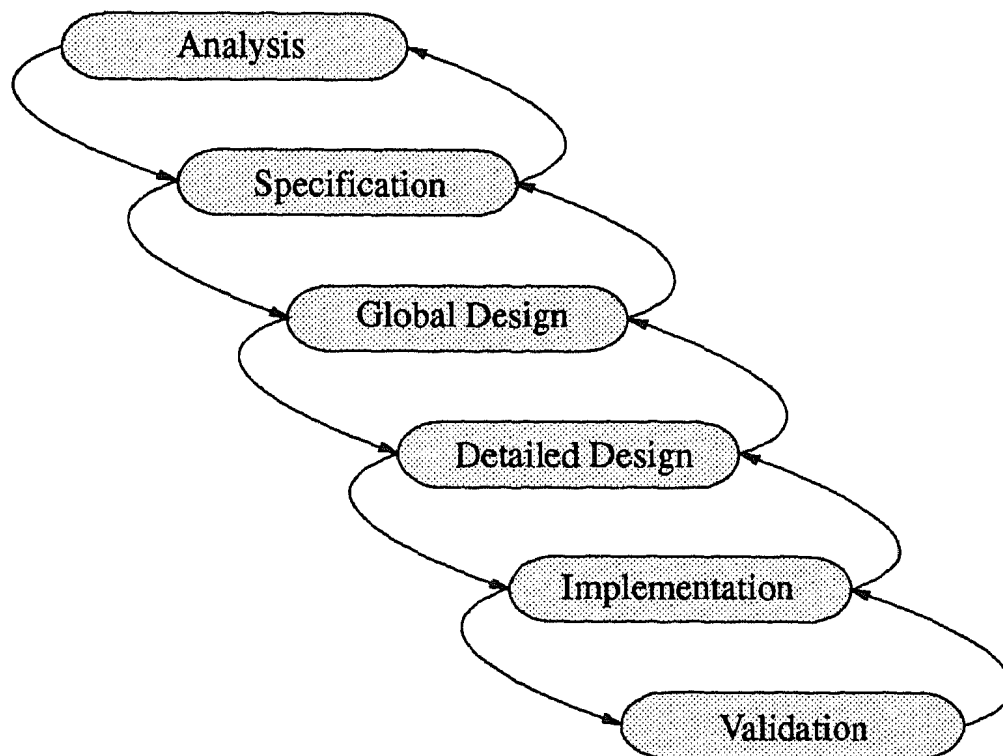 Analysis
Specification
Global Design
Detailed Design
Implementation
Validation